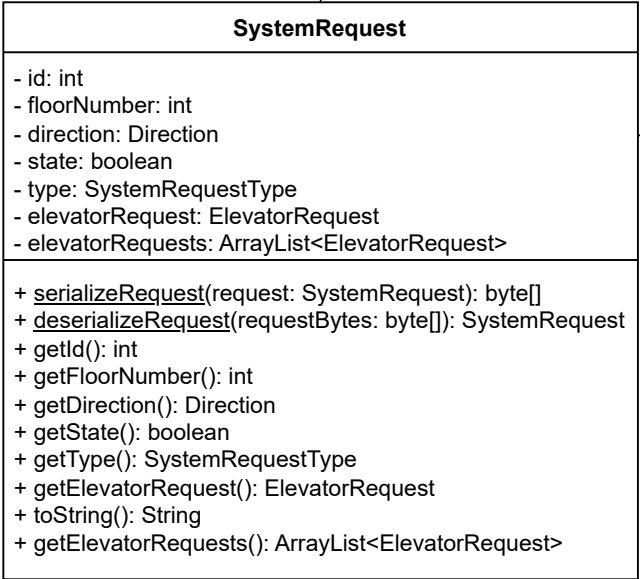 SystemRequest
- id: int
- floorNumber: int
- direction: Direction
- state: boolean
- type: SystemRequestType
- elevatorRequest: ElevatorRequest
- elevatorRequests: ArrayList<ElevatorRequest>
+ serializeRequest(request: SystemRequest): byte[]
+ deserializeRequest(requestBytes: byte[]): SystemRequest
+ getId(): int
+ getFloorNumber(): int
+ getDirection(): Direction
+ getState(): boolean
+ getType(): SystemRequestType
+ getElevatorRequest(): ElevatorRequest
+ toString(): String
+ getElevatorRequests(): ArrayList<ElevatorRequest>